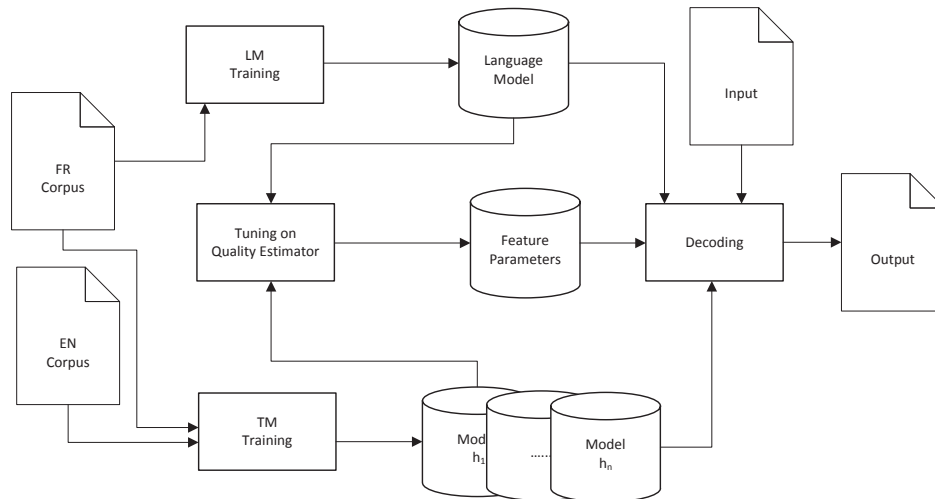 LM
Training
Language
Model
Input
FR
Corpus
Tuning on
Quality Estimator
Feature
Parameters
Decoding
Output
EN
Corpus
TM
Training
Mod
h1
......
Model
hn